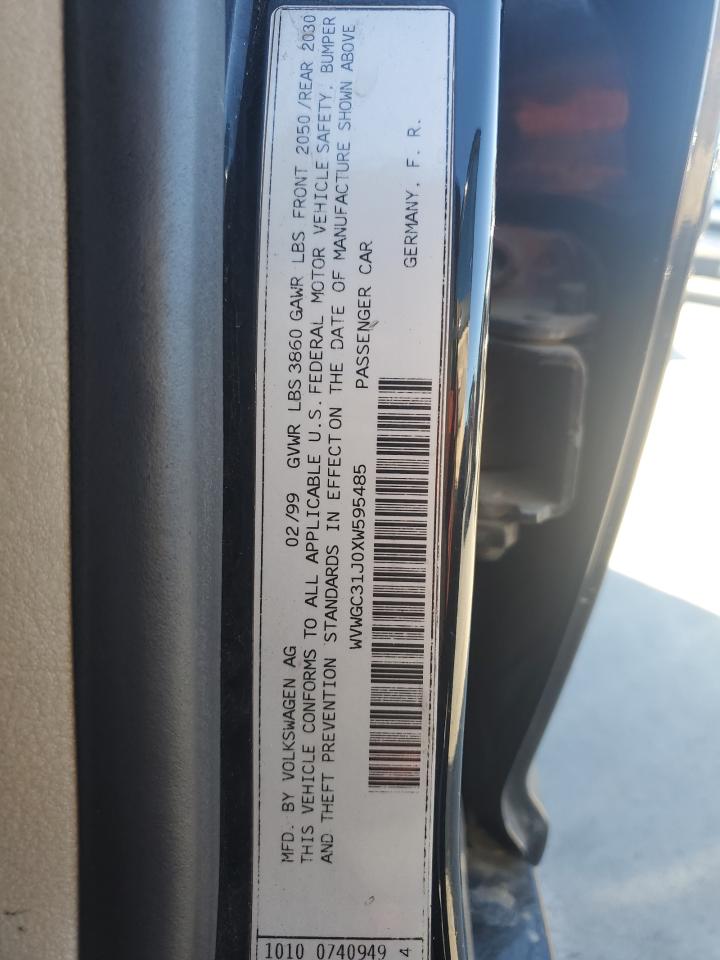 MFD. BY VOLKSWAGEN AG 02/99 GVWR LBS 3860 GAWR LBS FRONT 2050/REAR 2030
THIS VEHICLE CONFORMS TO ALL APPLICABLE U.S. FEDERAL MOTOR VEHICLE SAFETY, BUMPER
AND THEFT PREVENTION STANDARDS IN EFFECT ON THE DATE OF MANUFACTURE SHOWN ABOVE
WVWGC31J0XW595485 PASSENGER CAR
GERMANY, F. R.
1010 0740949 4